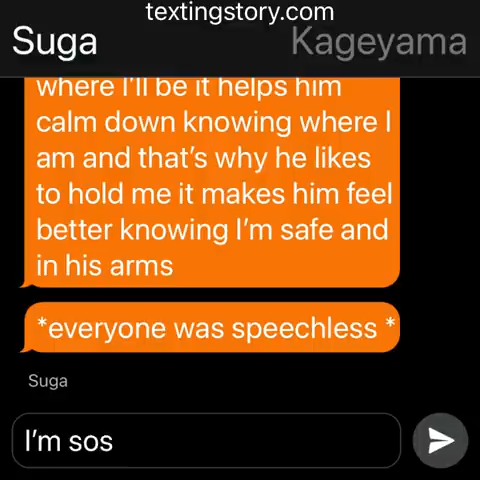 textingstory.com
Suga Kageyama
where I'll be it helps him
calm down knowing where I
am and that's why he likes
to hold me it makes him feel
better knowing I'm safe and
in his arms
*everyone was speechless *
Suga
I'm sos